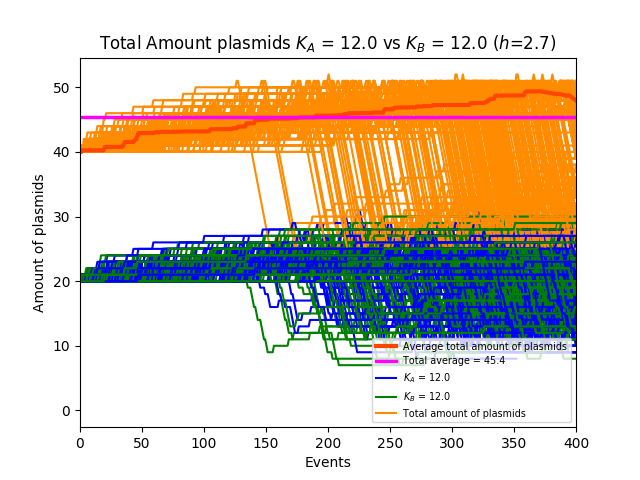 Total Amount plasmids K_A = 12.0 vs K_B = 12.0 (h=2.7)
Amount of plasmids
50
40
30
20
10
0
0 50 100 150 200 250 300 350 400
Events
Average total amount of plasmids
Total average = 45.4
K_A = 12.0
K_B = 12.0
Total amount of plasmids